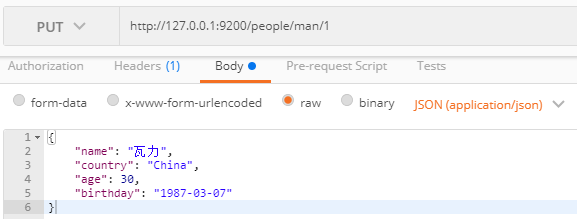 PUT http://127.0.0.1:9200/people/man/1
Authorization Headers (1) Body Pre-request Script Tests
form-data x-www-form-urlencoded raw binary JSON (application/json)
1 {
2 "name": "瓦力",
3 "country": "China",
4 "age": 30,
5 "birthday": "1987-03-07"
6 }